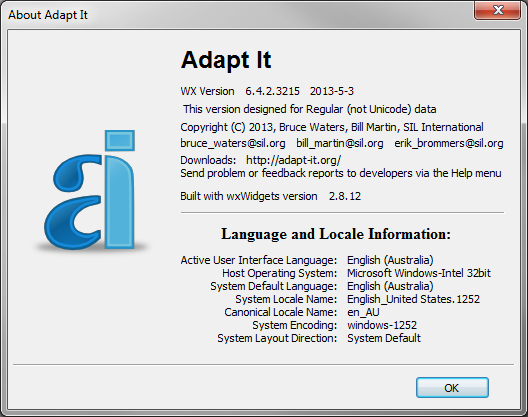 About Adapt It
Adapt It
WX Version 6.4.2.3215 2013-5-3
This version designed for Regular (not Unicode) data
Copyright (C) 2013, Bruce Waters, Bill Martin, SIL International
bruce_waters@sil.org bill_martin@sil.org erik_brommers@sil.org
Downloads: http://adapt-it.org/
Send problem or feedback reports to developers via the Help menu
Built with wxWidgets version 2.8.12
ai
Language and Locale Information:
Active User Interface Language: English (Australia)
Host Operating System: Microsoft Windows-Intel 32bit
System Default Language: English (Australia)
System Locale Name: English_United States.1252
Canonical Locale Name: en_AU
System Encoding: windows-1252
System Layout Direction: System Default
OK